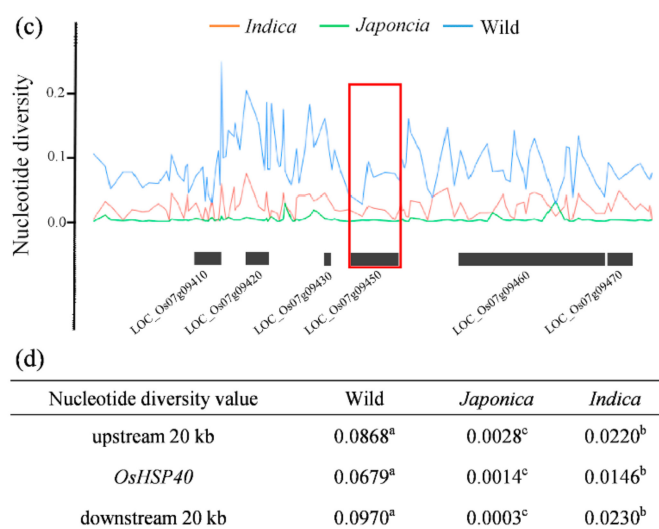 (c)
Indica Japoncia Wild
Nucleotide diversity
0.2
0.1
0.0
LOC_Os07g09410
LOC_Os07g09420
LOC_Os07g09430
LOC_Os07g09450
LOC_Os07g09460
LOC_Os07g09470
(d)
Nucleotide diversity value Wild Japonica Indica
upstream 20 kb 0.0868a 0.0028c 0.0220b
OsHSP40 0.0679a 0.0014c 0.0146b
downstream 20 kb 0.0970a 0.0003c 0.0230b